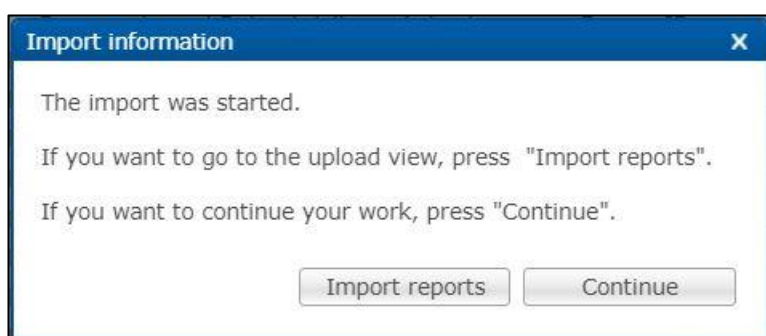 Import information x
The import was started.
If you want to go to the upload view, press "Import reports".
If you want to continue your work, press "Continue".
Import reports Continue